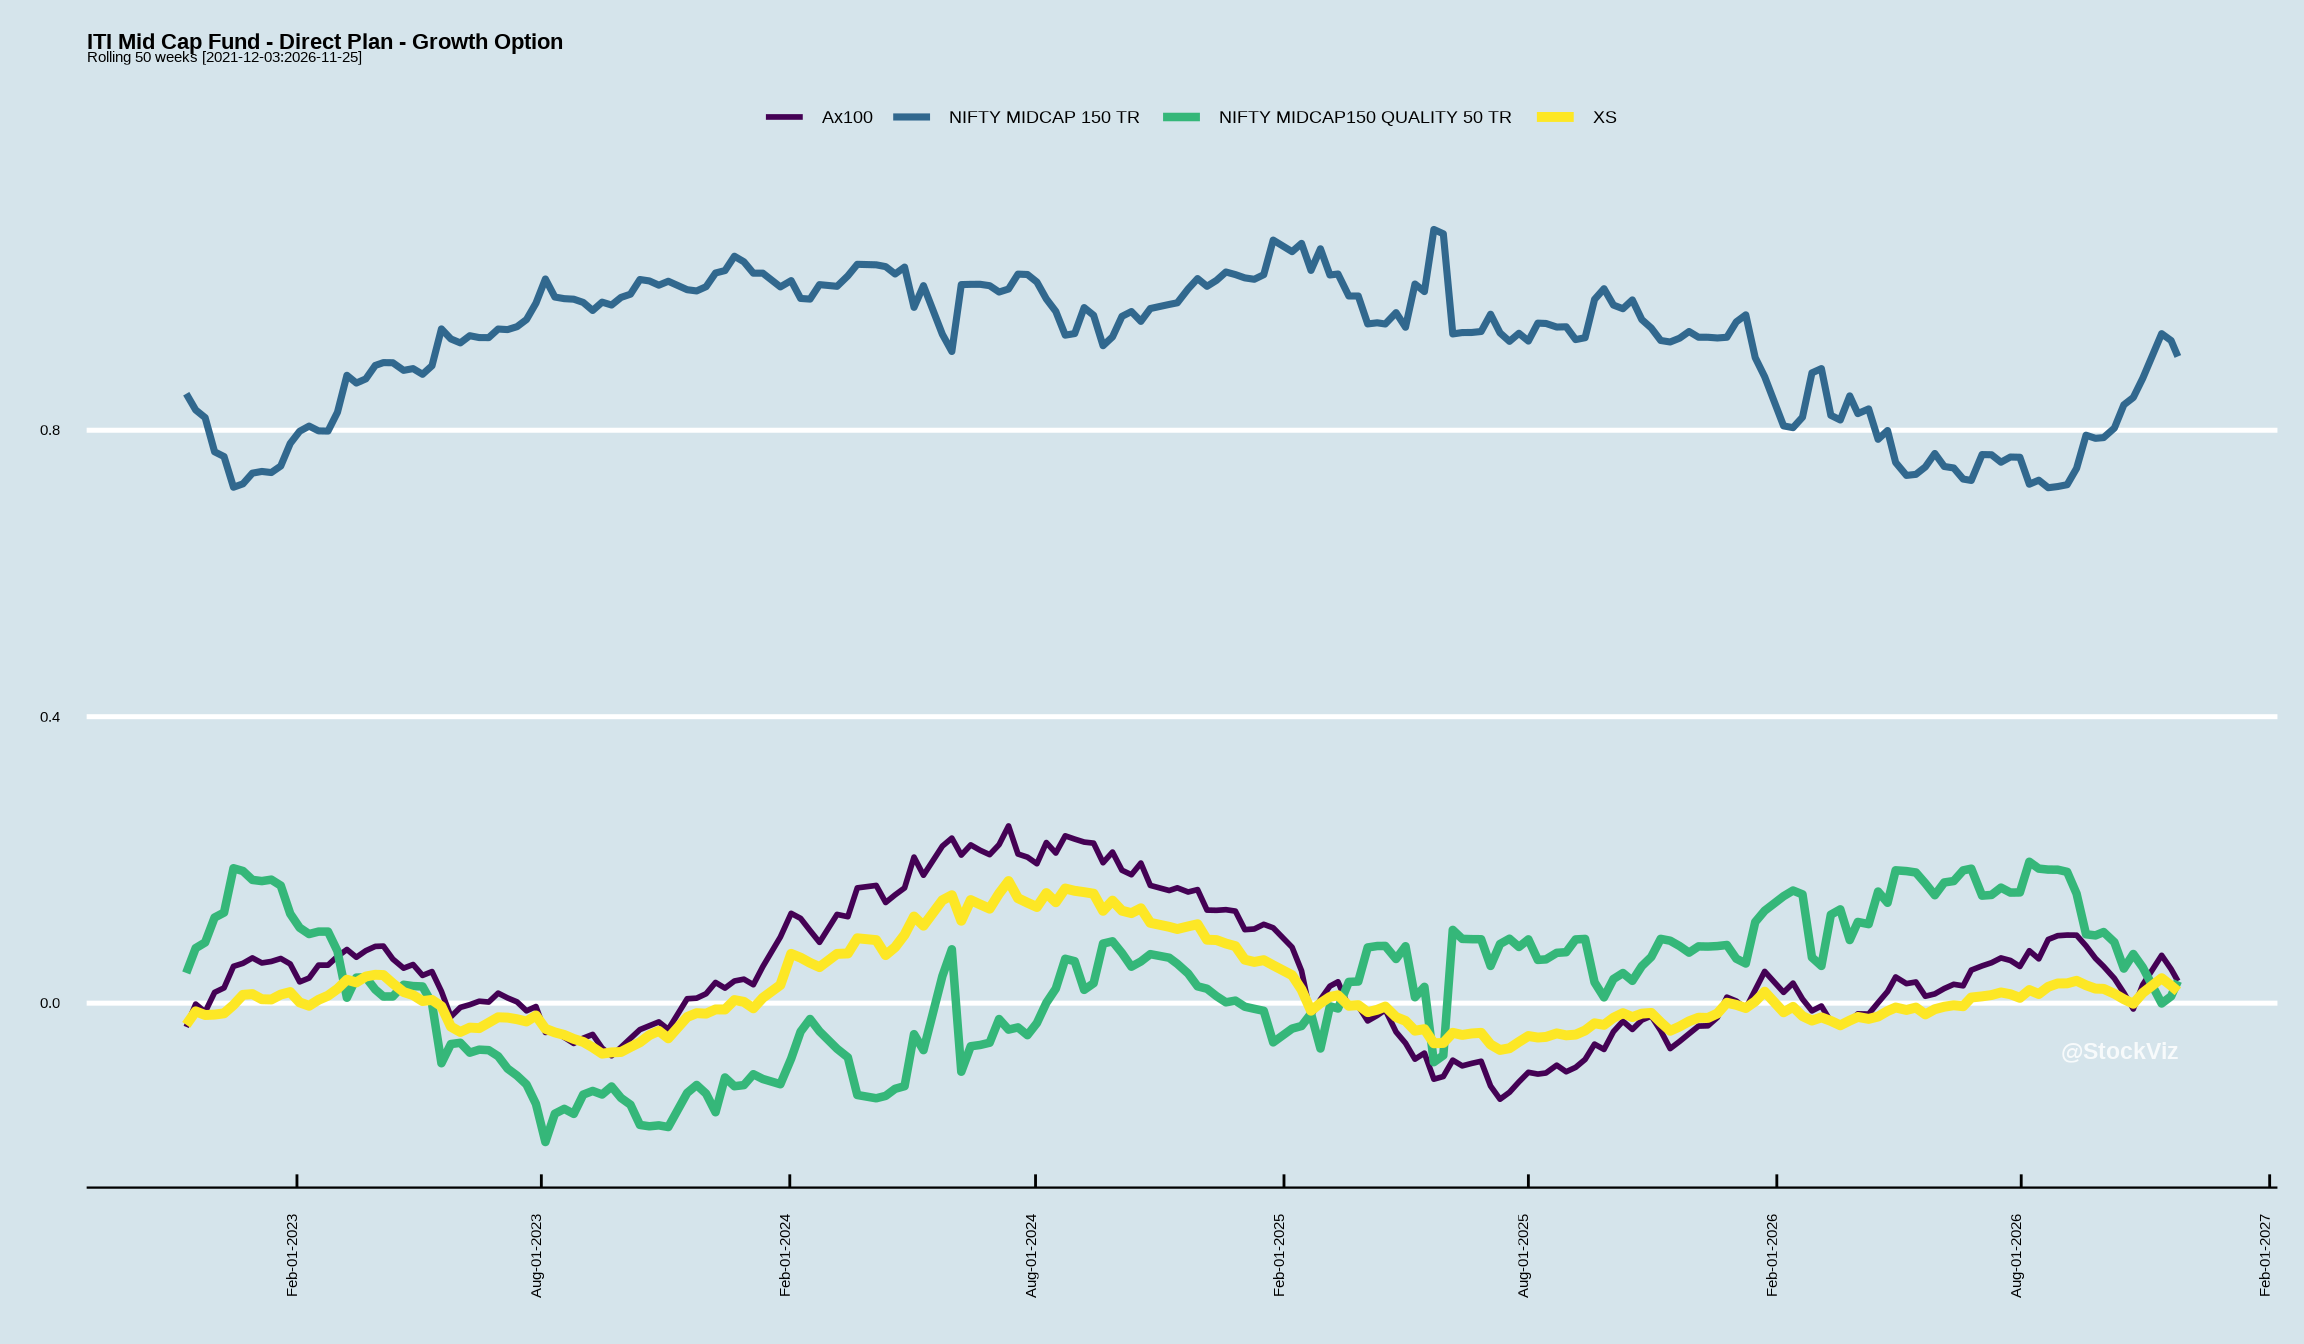 ITI Mid Cap Fund - Direct Plan - Growth Option
Rolling 50 weeks [2021-12-03:2026-11-25]
Ax100 NIFTY MIDCAP 150 TR NIFTY MIDCAP150 QUALITY 50 TR XS
0.8
0.4
0.0
@StockViz
Feb-01-2023 Aug-01-2023 Feb-01-2024 Aug-01-2024 Feb-01-2025 Aug-01-2025 Feb-01-2026 Aug-01-2026 Feb-01-2027